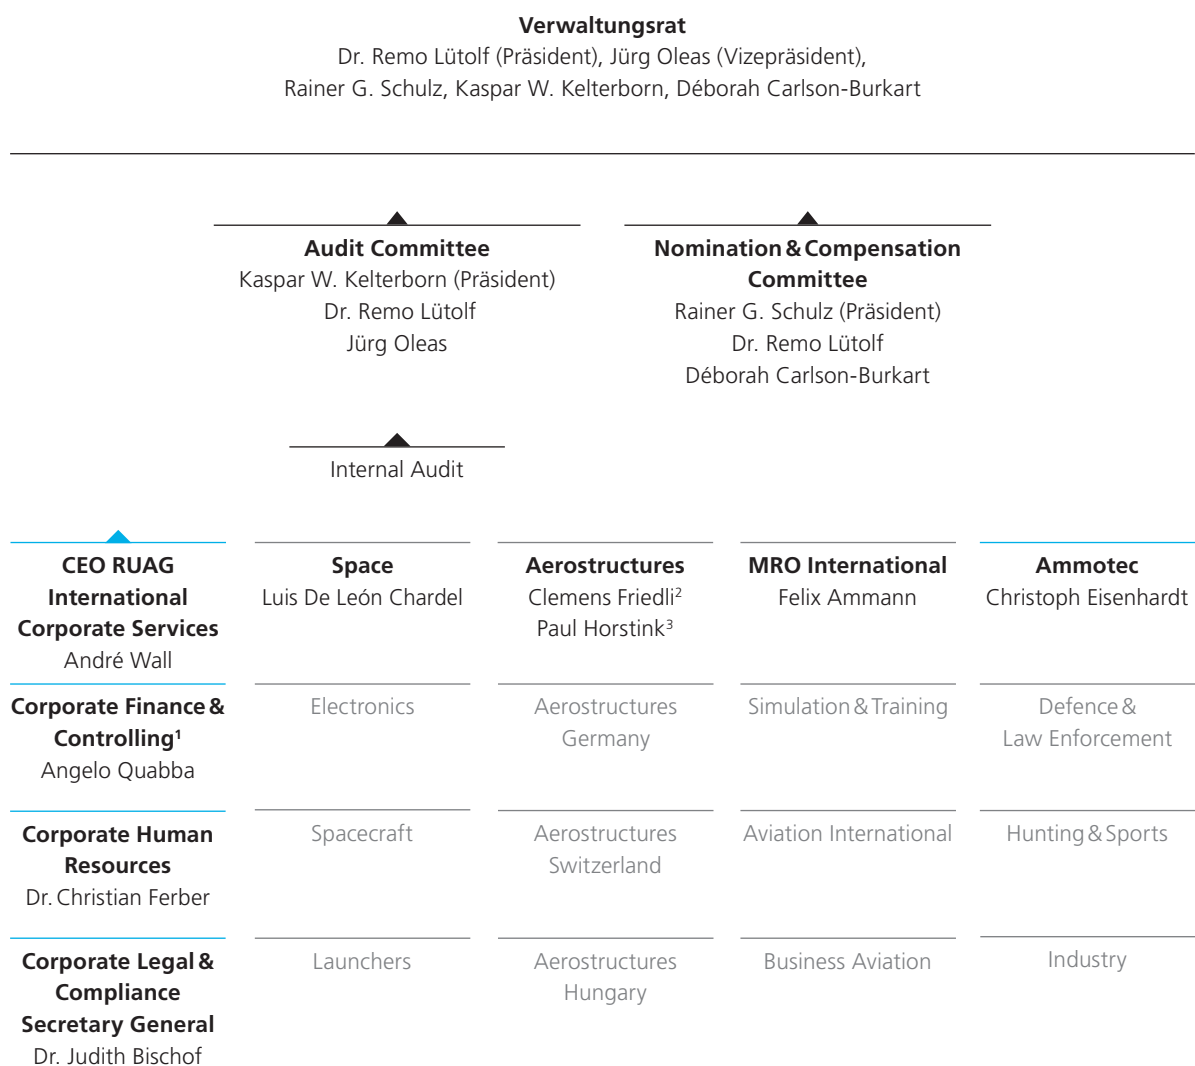 Verwaltungsrat
Dr. Remo Lütolf (Präsident), Jürg Oleas (Vizepräsident),
Rainer G. Schulz, Kaspar W. Kelterborn, Déborah Carlson-Burkart
Audit Committee
Kaspar W. Kelterborn (Präsident)
Dr. Remo Lütolf
Jürg Oleas
Nomination & Compensation
Committee
Rainer G. Schulz (Präsident)
Dr. Remo Lütolf
Déborah Carlson-Burkart
Internal Audit
CEO RUAG
International
Corporate Services
André Wall
Space
Luis De León Chardel
Aerostructures
Clemens Friedli²
Paul Horstink³
MRO International
Felix Ammann
Ammotec
Christoph Eisenhardt
Corporate Finance &
Controlling¹
Angelo Quabba
Electronics
Aerostructures
Germany
Simulation & Training
Defence &
Law Enforcement
Corporate Human
Resources
Dr. Christian Ferber
Spacecraft
Aerostructures
Switzerland
Aviation International
Hunting & Sports
Corporate Legal &
Compliance
Secretary General
Dr. Judith Bischof
Launchers
Aerostructures
Hungary
Business Aviation
Industry